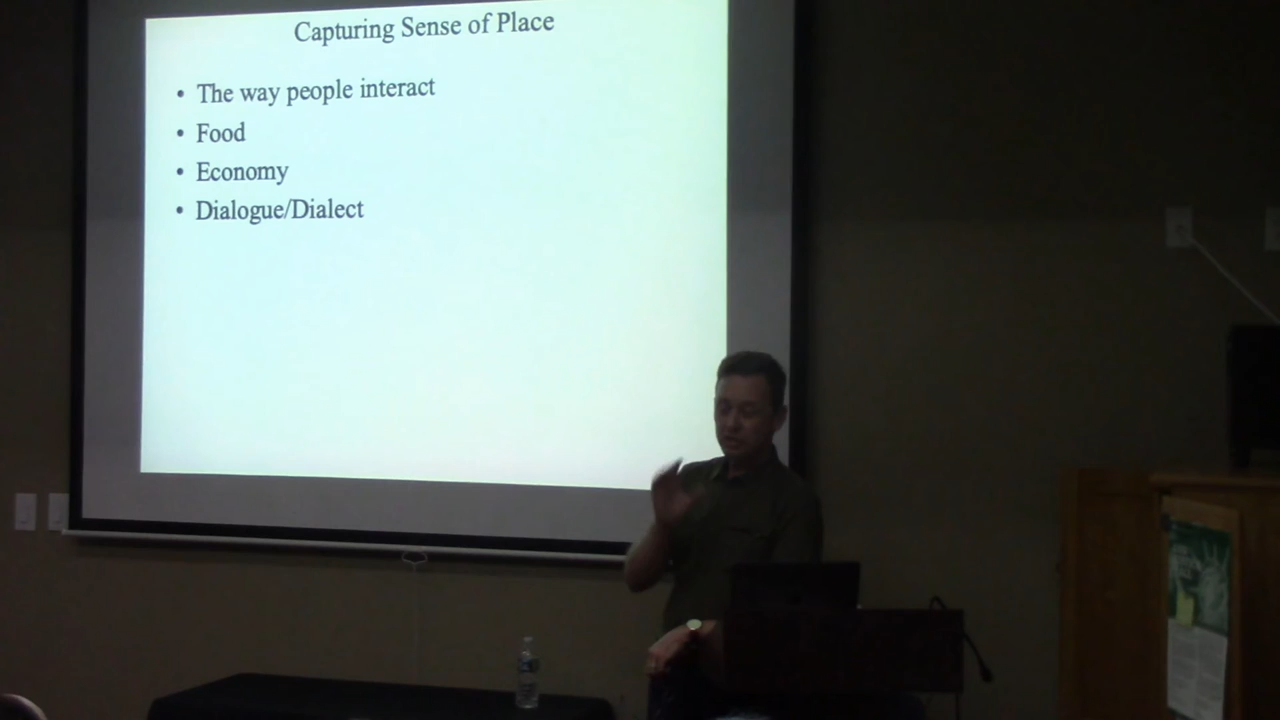 Capturing Sense of Place
• The way people interact
• Food
• Economy
• Dialogue/Dialect